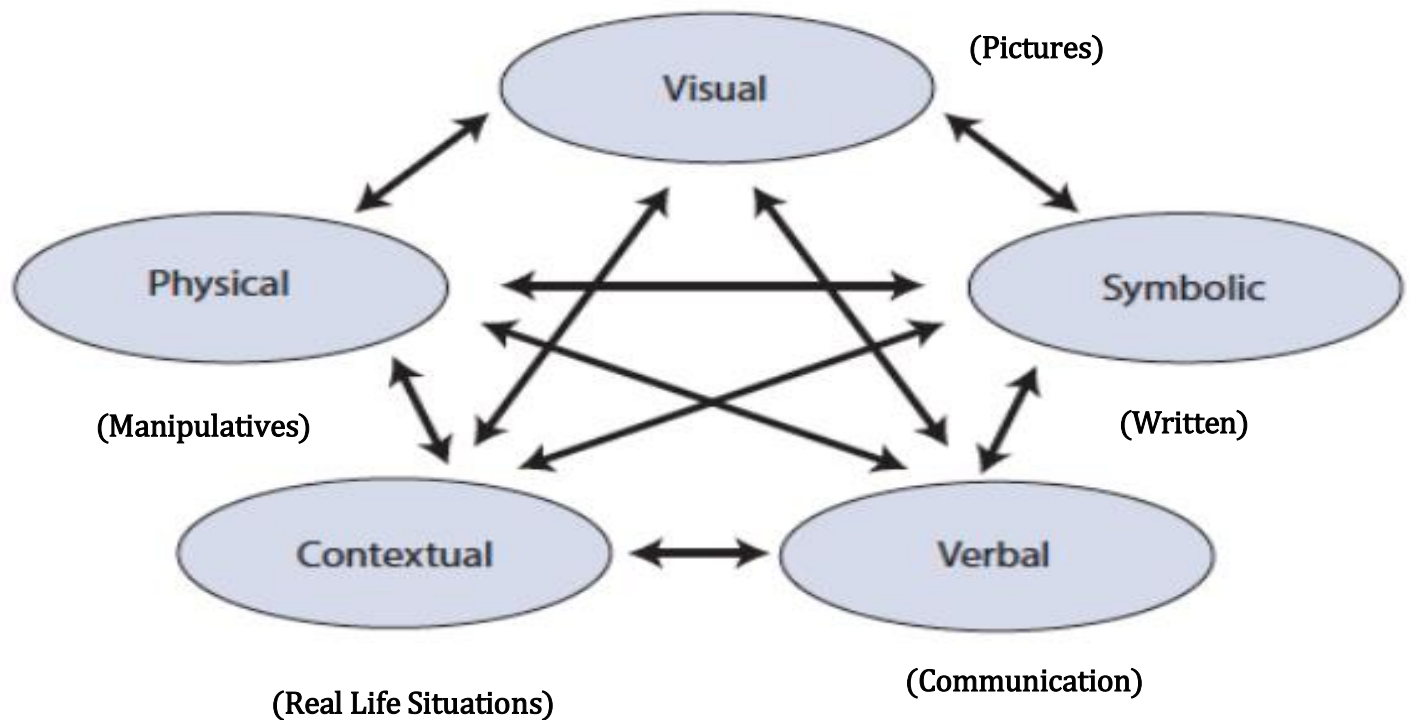 Visual
(Pictures)
Physical
(Manipulatives)
Symbolic
(Written)
Contextual
(Real Life Situations)
Verbal
(Communication)